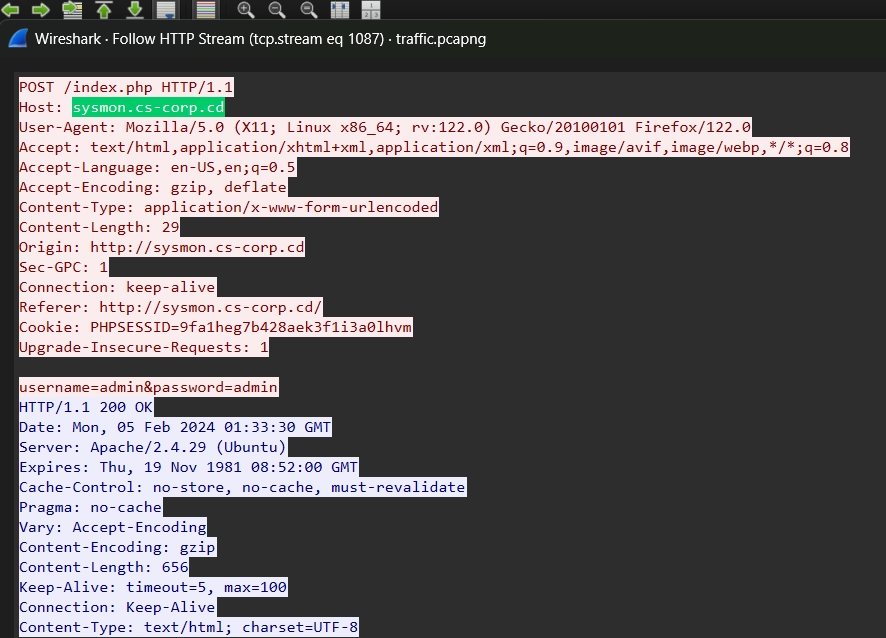 Wireshark · Follow HTTP Stream (tcp.stream eq 1087) · traffic.pcapng
POST /index.php HTTP/1.1
Host: sysmon.cs-corp.cd
User-Agent: Mozilla/5.0 (X11; Linux x86_64; rv:122.0) Gecko/20100101 Firefox/122.0
Accept: text/html,application/xhtml+xml,application/xml;q=0.9,image/avif,image/webp,*/*;q=0.8
Accept-Language: en-US,en;q=0.5
Accept-Encoding: gzip, deflate
Content-Type: application/x-www-form-urlencoded
Content-Length: 29
Origin: http://sysmon.cs-corp.cd
Sec-GPC: 1
Connection: keep-alive
Referer: http://sysmon.cs-corp.cd/
Cookie: PHPSESSID=9fa1heg7b428aek3f1i3a0lhvm
Upgrade-Insecure-Requests: 1
username=admin&password=admin
HTTP/1.1 200 OK
Date: Mon, 05 Feb 2024 01:33:30 GMT
Server: Apache/2.4.29 (Ubuntu)
Expires: Thu, 19 Nov 1981 08:52:00 GMT
Cache-Control: no-store, no-cache, must-revalidate
Pragma: no-cache
Vary: Accept-Encoding
Content-Encoding: gzip
Content-Length: 656
Keep-Alive: timeout=5, max=100
Connection: Keep-Alive
Content-Type: text/html; charset=UTF-8